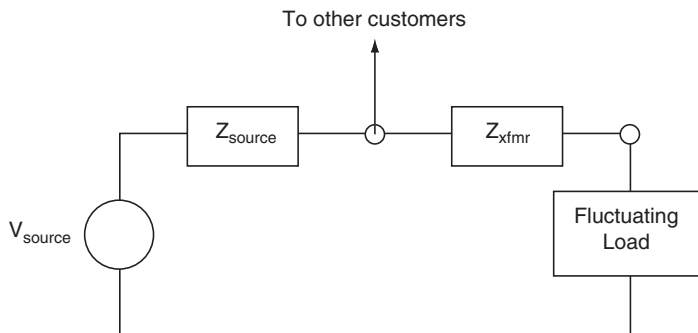 To other customers
Z_source
Z_xfmr
V_source
Fluctuating
Load